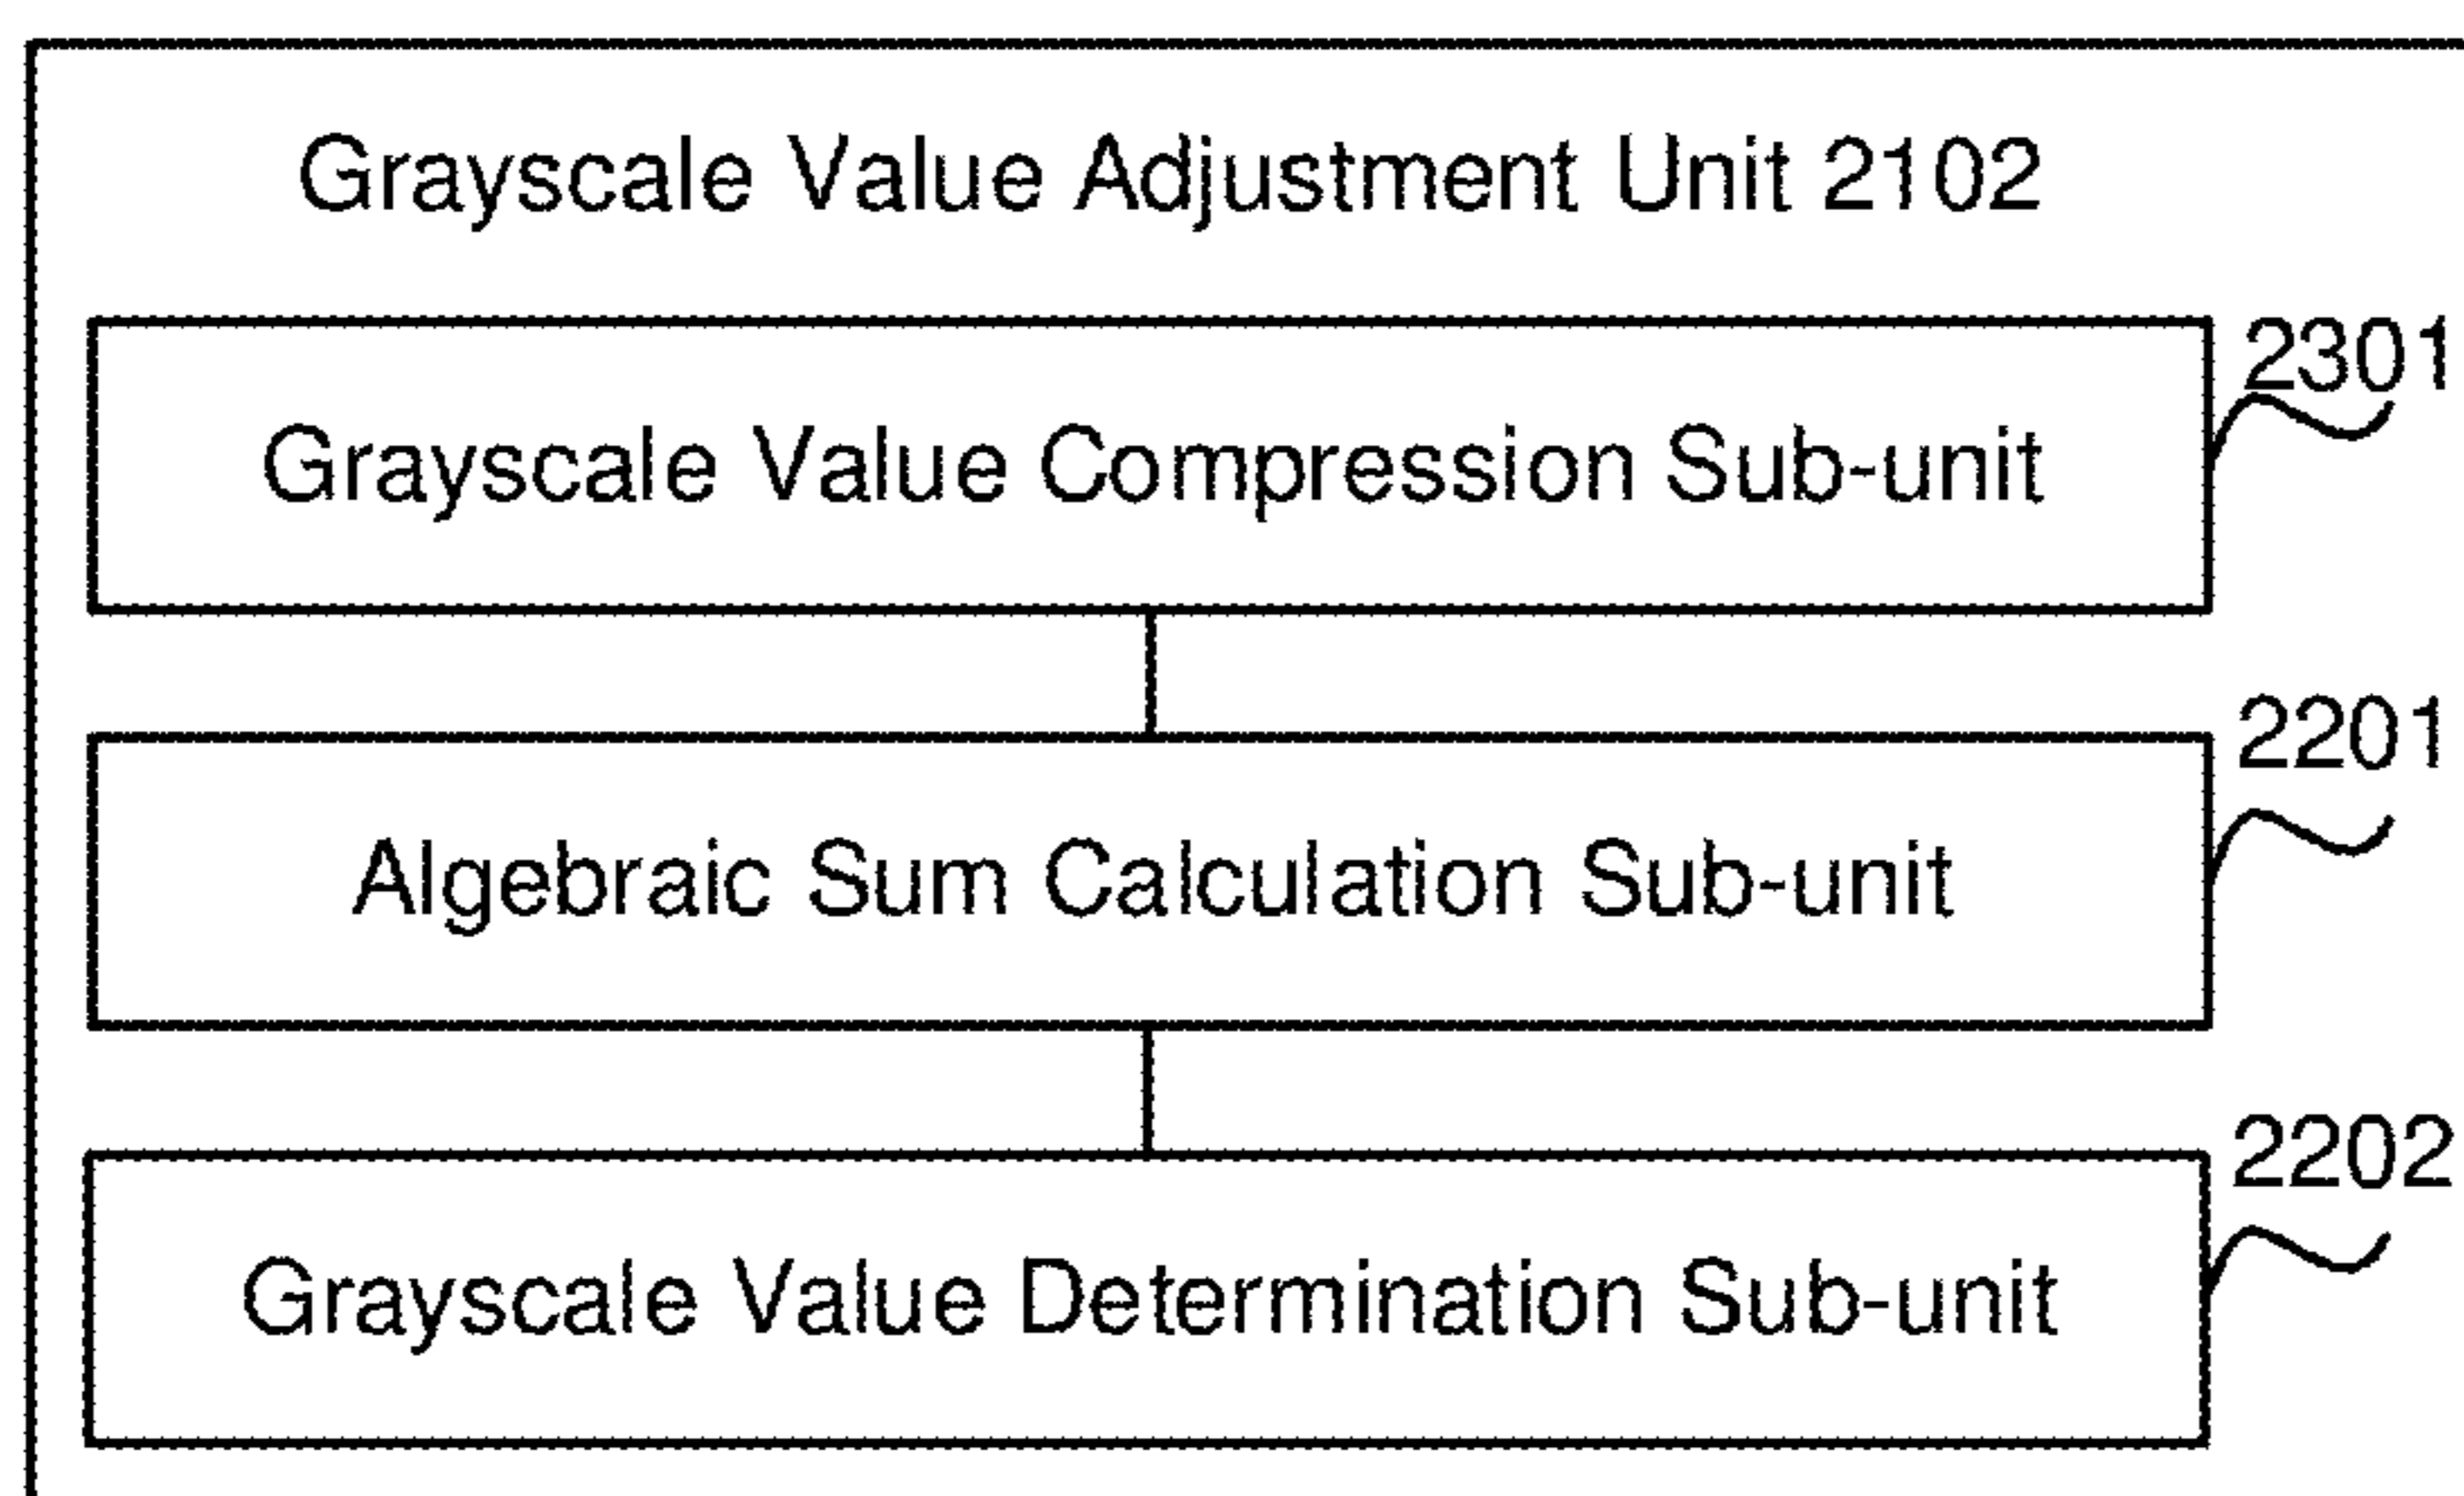 Grayscale Value Adjustment Unit 2102
2301
Grayscale Value Compression Sub-unit
2201
Algebraic Sum Calculation Sub-unit
2202
Grayscale Value Determination Sub-unit